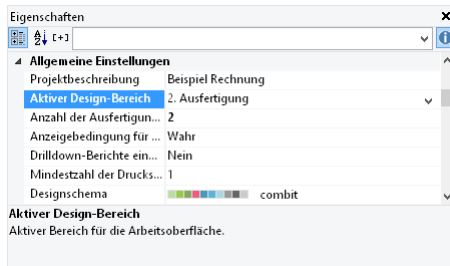 Eigenschaften
[+]
Allgemeine Einstellungen
Projektbeschreibung Beispiel Rechnung
Aktiver Design-Bereich 2. Ausfertigung
Anzahl der Ausfertigun... 2
Anzeigebedingung für ... Wahr
Drilldown-Berichte ein... Nein
Mindestzahl der Drucks... 1
Designschema combit
Aktiver Design-Bereich
Aktiver Bereich für die Arbeitsoberfläche.